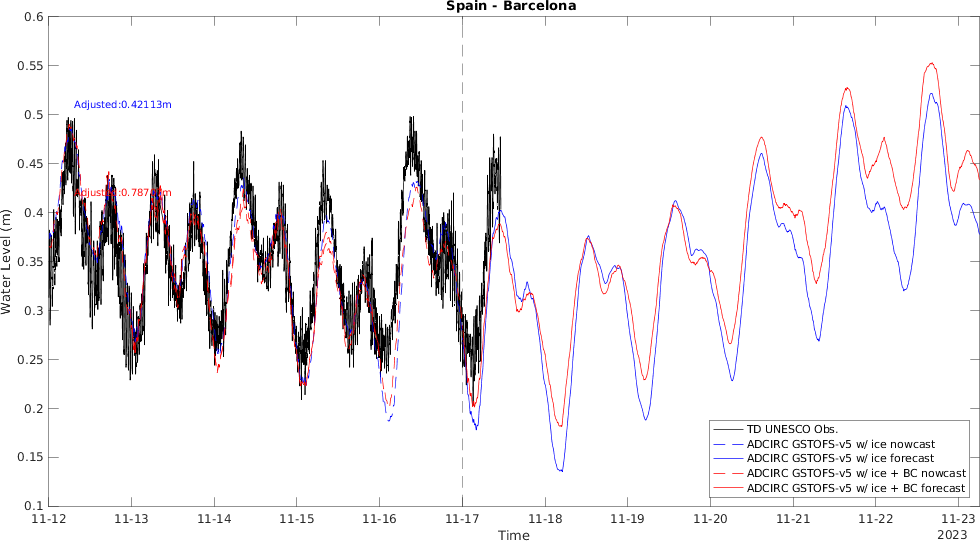 Spain - Barcelona
0.6
0.55
0.5
0.45
0.4
0.35
0.3
0.25
0.2
0.15
0.1
Water Level (m)
Adjusted:0.42113m
TD UNESCO Obs.
ADCIRC GSTOFS-v5 w/ ice nowcast
ADCIRC GSTOFS-v5 w/ ice forecast
ADCIRC GSTOFS-v5 w/ ice + BC nowcast
ADCIRC GSTOFS-v5 w/ ice + BC forecast
11-12 11-13 11-14 11-15 11-16 11-17 11-18 11-19 11-20 11-21 11-22 11-23
Time
2023